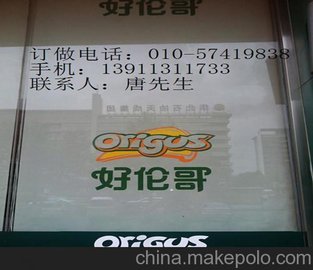 好伦哥
订做电话：010-57419838
手机：13911311733
联系人：唐先生
origus
好伦哥
origus
china.makepolo.com